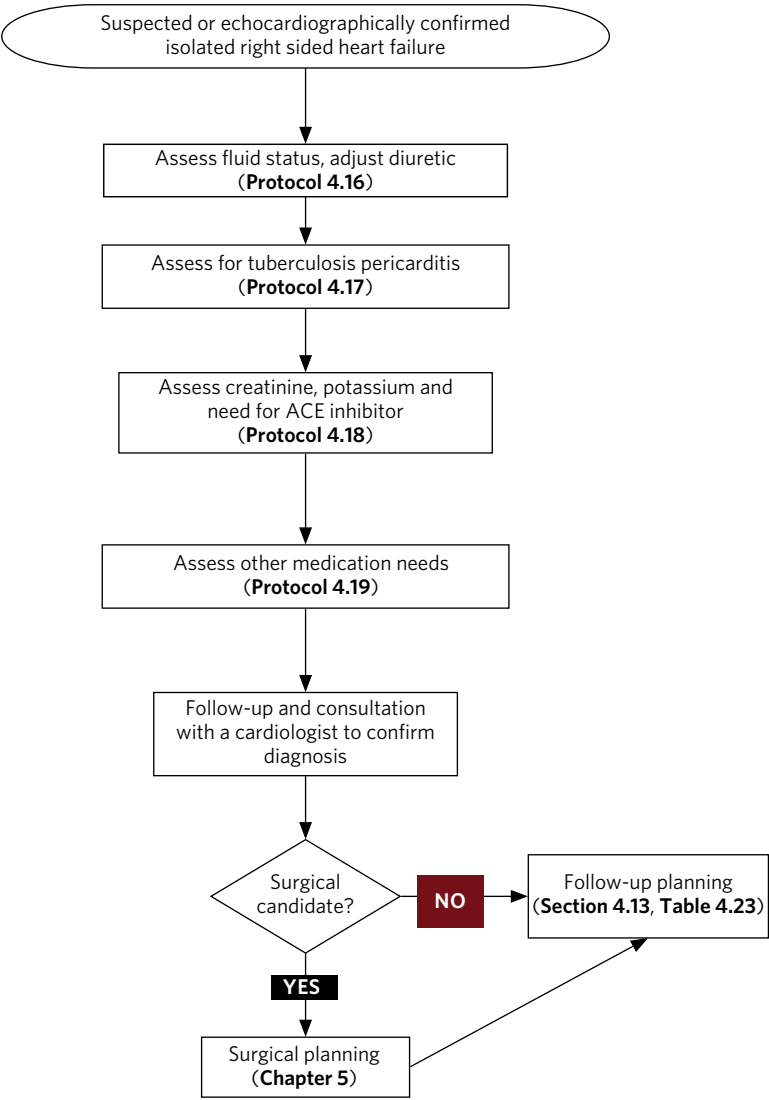 Suspected or echocardiographically confirmed
isolated right sided heart failure
Assess fluid status, adjust diuretic
(Protocol 4.16)
Assess for tuberculosis pericarditis
(Protocol 4.17)
Assess creatinine, potassium and
need for ACE inhibitor
(Protocol 4.18)
Assess other medication needs
(Protocol 4.19)
Follow-up and consultation
with a cardiologist to confirm
diagnosis
Surgical
candidate?
NO
Follow-up planning
(Section 4.13, Table 4.23)
YES
Surgical planning
(Chapter 5)